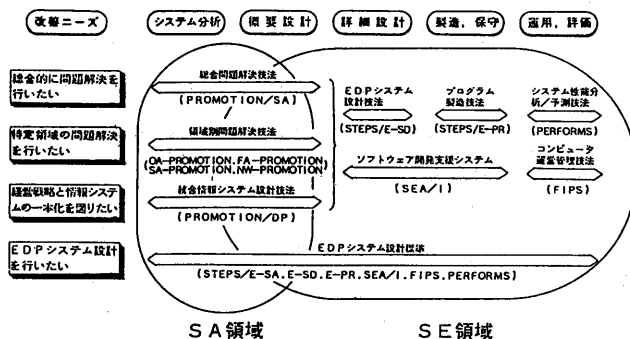 改善ニーズ
システム分析
概要設計
詳細設計
製造，保守
運用，評価
総合的に問題解決を
行いたい
特定領域の問題解決
を行いたい
経営戦略と情報システ
ムの一本化を図りたい
EDPシステム設計
を行いたい
総合問題解決技法
(PROMOTION/SA)
領域別問題解決技法
(OA-PROMOTION.FA-PROMOTION)
SA-PROMOTION.NW-PROMOTION
統合情報システム設計技法
(PROMOTION/DP)
EDPシステム
設計技法
(STEPS/E-SD)
プログラム
製造技法
(STEPS/E-PR)
システム性能分
析／予測技法
(PERFORMS)
ソフトウェア開発支援システム
(SEA/I)
コンピュータ
運営管理技法
(FIPS)
EDPシステム設計標準
(STEPS/E-SA.E-SD.E-PR.SEA/I.FIPS.PERFORMS)
SA領域
SE領域